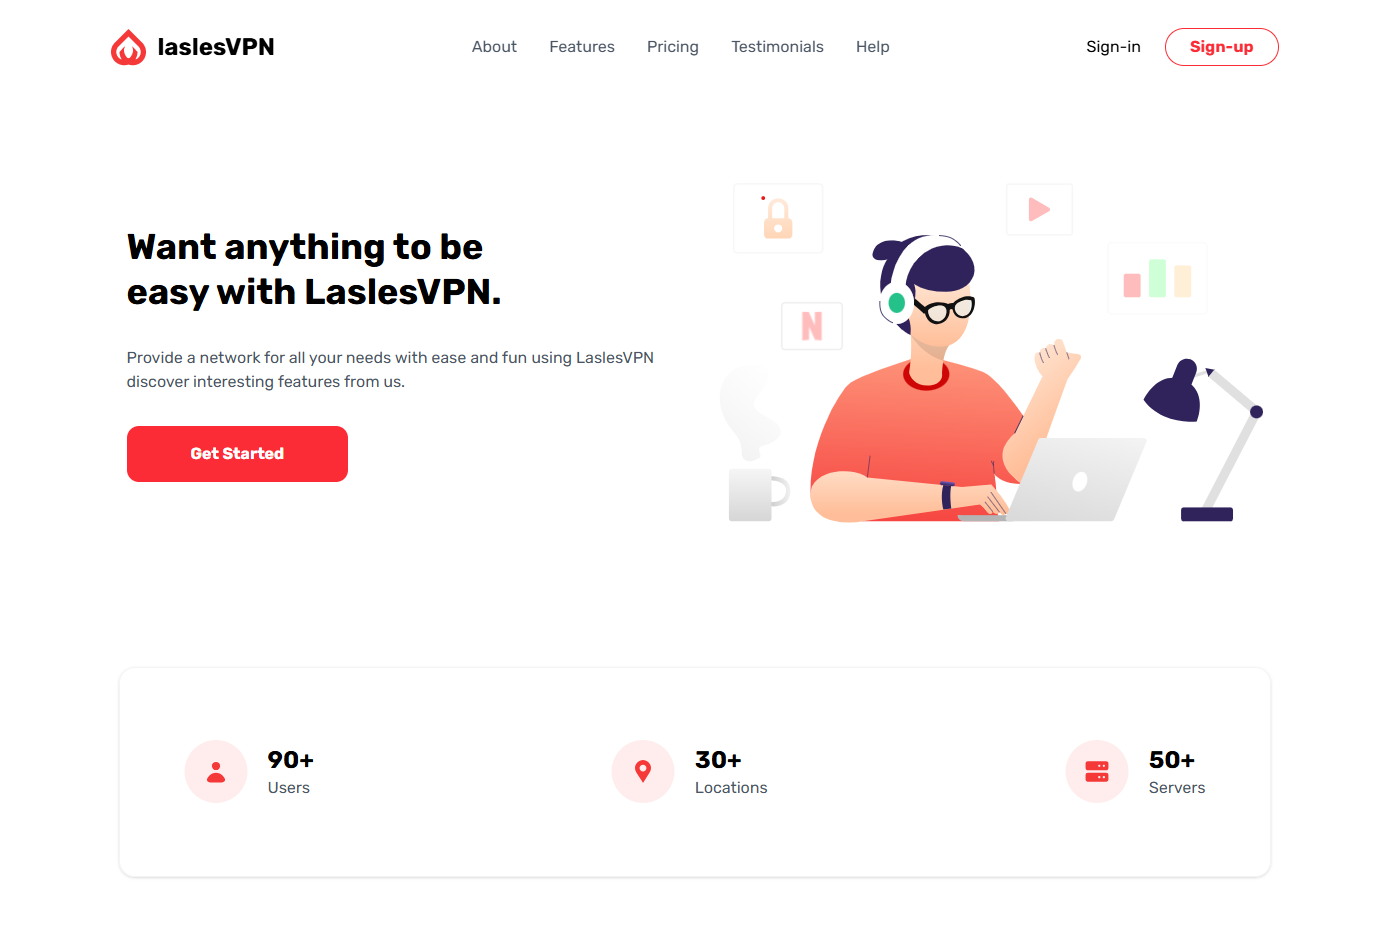 laslesVPN
About Features Pricing Testimonials Help
Sign-in Sign-up
Want anything to be
easy with LaslesVPN.
Provide a network for all your needs with ease and fun using LaslesVPN
discover interesting features from us.
Get Started
N
90+
Users
30+
Locations
50+
Servers